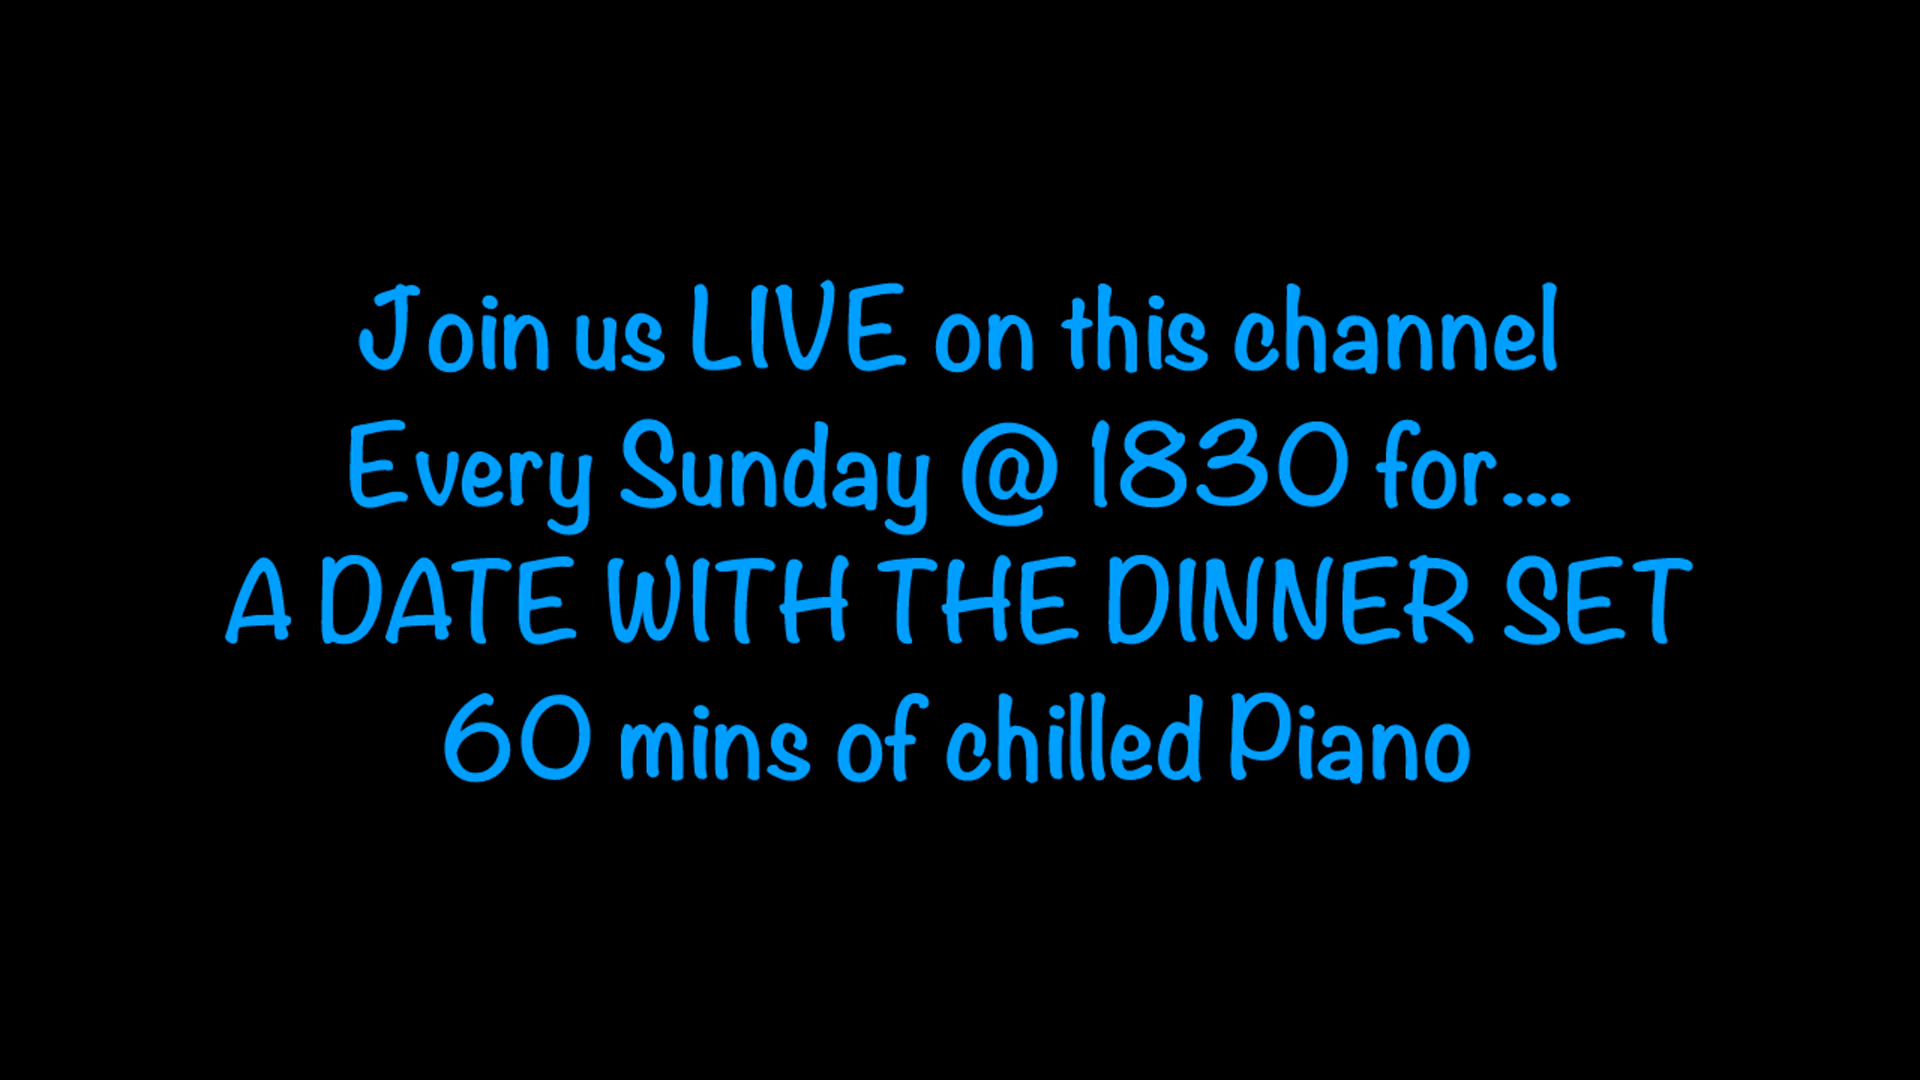 Join us LIVE on this channel
Every Sunday @ 1830 for...
A DATE WITH THE DINNER SET
60 mins of chilled Piano